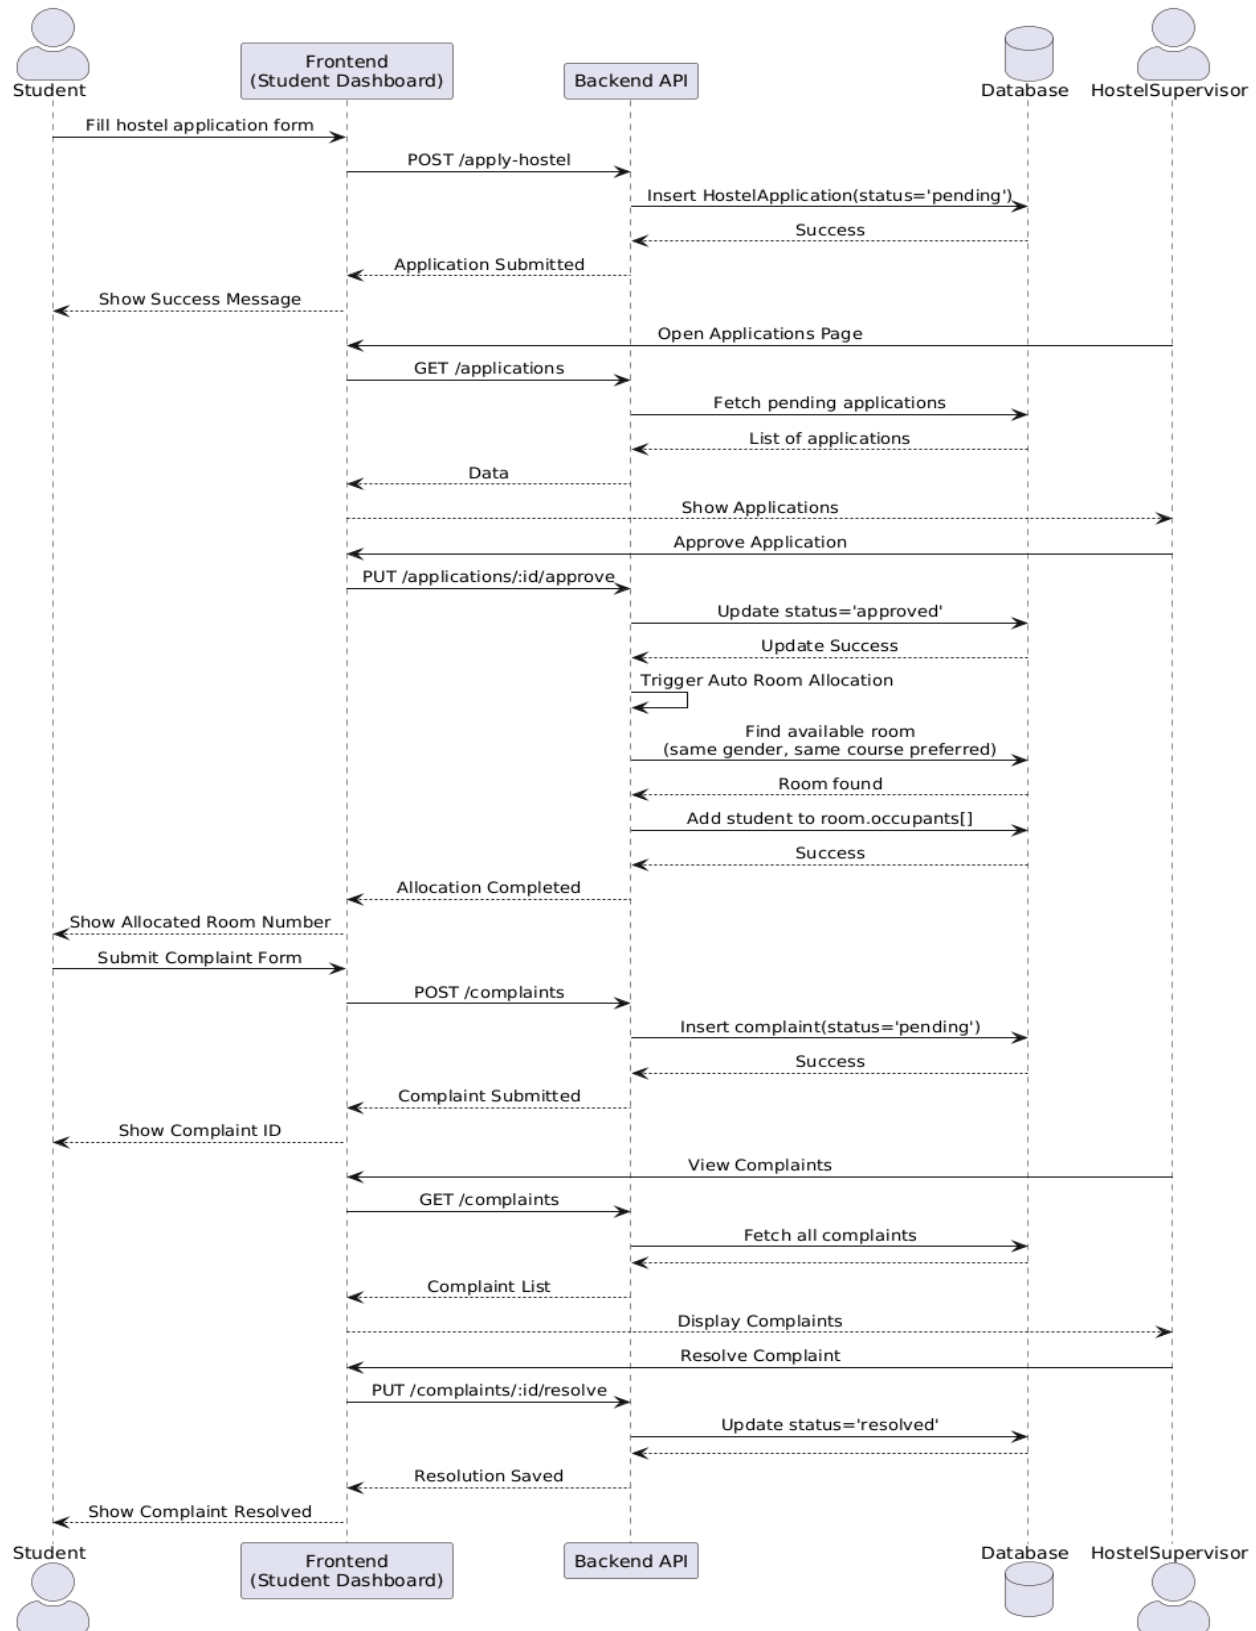 Student
Frontend
(Student Dashboard)
Backend API
Database
HostelSupervisor
Fill hostel application form
POST /apply-hostel
Insert HostelApplication(status='pending')
Success
Application Submitted
Show Success Message
Open Applications Page
GET /applications
Fetch pending applications
List of applications
Data
Show Applications
Approve Application
PUT /applications/:id/approve
Update status='approved'
Update Success
Trigger Auto Room Allocation
Find available room
(same gender, same course preferred)
Room found
Add student to room.occupants[]
Success
Allocation Completed
Show Allocated Room Number
Submit Complaint Form
POST /complaints
Insert complaint(status='pending')
Success
Complaint Submitted
Show Complaint ID
View Complaints
GET /complaints
Fetch all complaints
Complaint List
Display Complaints
Resolve Complaint
PUT /complaints/:id/resolve
Update status='resolved'
Resolution Saved
Show Complaint Resolved
Student
Frontend
(Student Dashboard)
Backend API
Database
HostelSupervisor